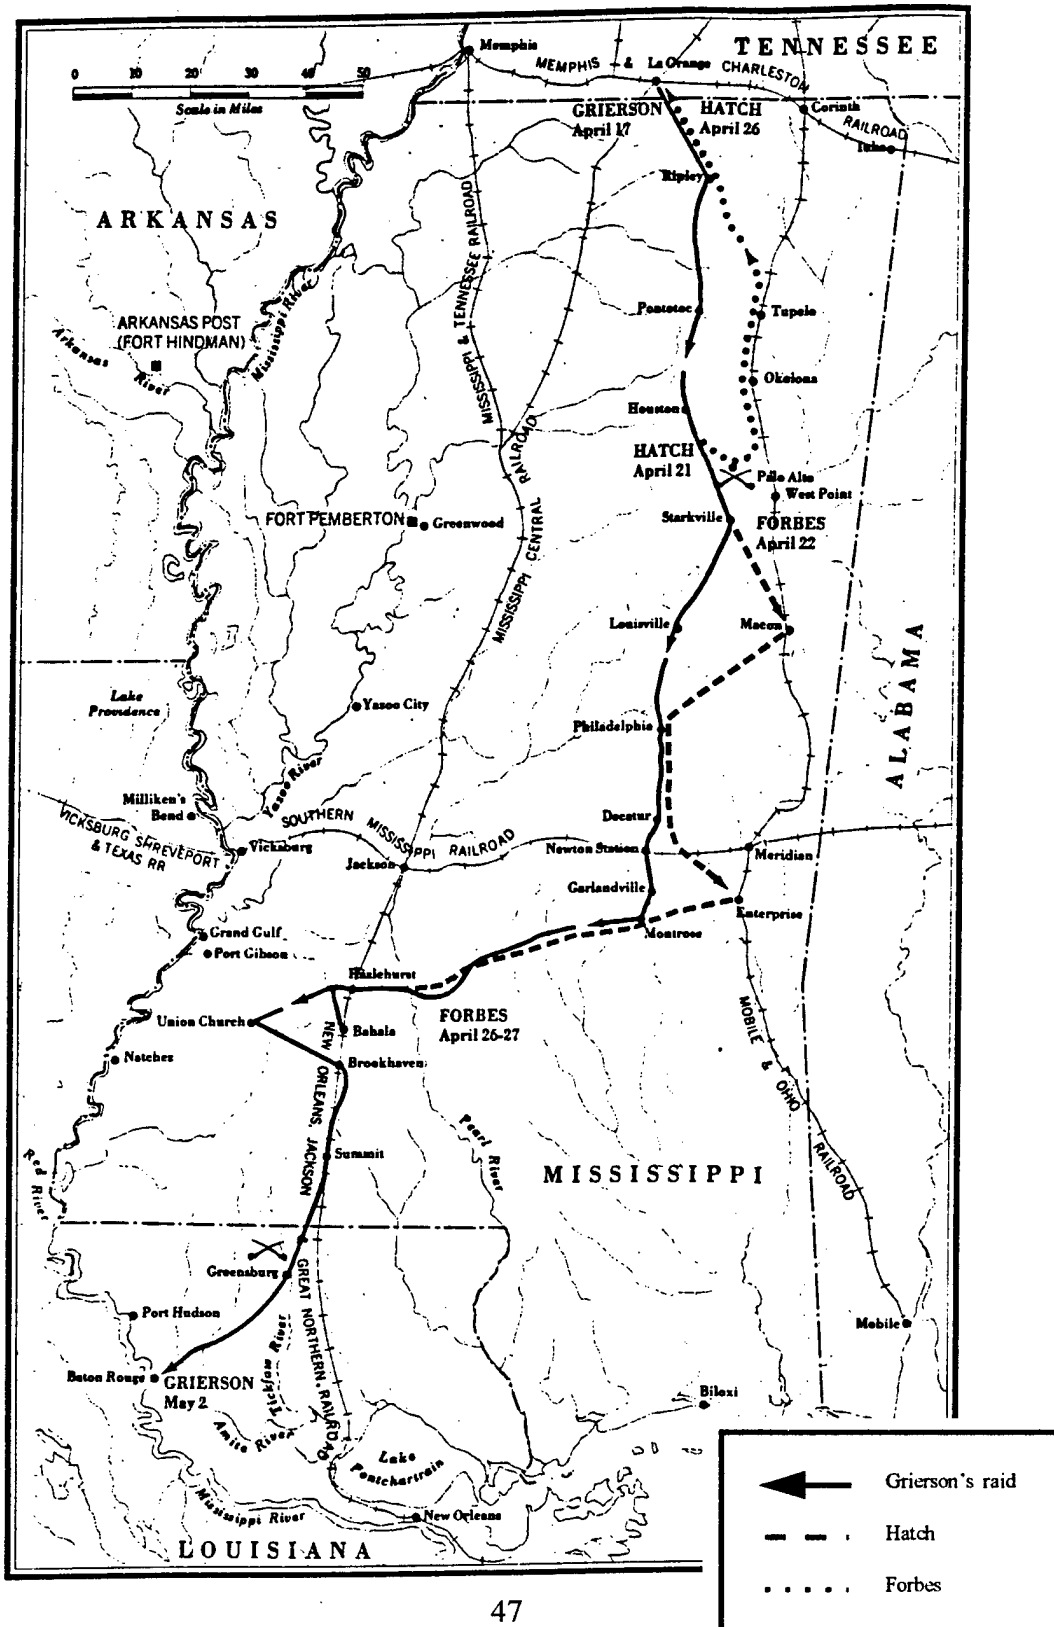 TENNESSEE
Memphis
MEMPHIS & La Grange CHARLESTON
RAILROAD
0 10 20 30 40 50
Scale in Miles
GRIERSON
April 17
HATCH
April 26
Corinth
Iuka
Ripley
ARKANSAS
MISSISSIPPI & TENNESSEE RAILROAD
Mississippi River
Pontotoc
Tupelo
ARKANSAS POST
(FORT HINDMAN)
Arkansas
River
Okolona
Houston
HATCH
April 21
Palo Alto
West Point
MISSISSIPPI CENTRAL RAILROAD
FORT PEMBERTON
Greenwood
Starkville
FORBES
April 22
Louisville
Macon
ALABAMA
Lake
Providence
Yazoo City
Philadelphia
Yazoo River
Milliken's
Bend
VICKSBURG SHREVEPORT
& TEXAS RR
SOUTHERN MISSISSIPPI RAILROAD
Decatur
Vicksburg
Jackson
Newton Station
Meridian
Garlandville
Enterprise
Montrose
Grand Gulf
Port Gibson
Hazlehurst
FORBES
April 26-27
Union Church
Bahala
Natchez
Brookhaven
NEW ORLEANS, JACKSON
GREAT NORTHERN, RAILROAD
MOBILE & OHIO RAILROAD
Pearl River
Summit
MISSISSIPPI
Red River
Greensburg
Port Hudson
Mobile
Baton Rouge
GRIERSON
May 2
Tickfaw River
Amite River
Biloxi
Lake
Pontchartrain
Mississippi River
New Orleans
LOUISIANA
Grierson's raid
Hatch
Forbes
47